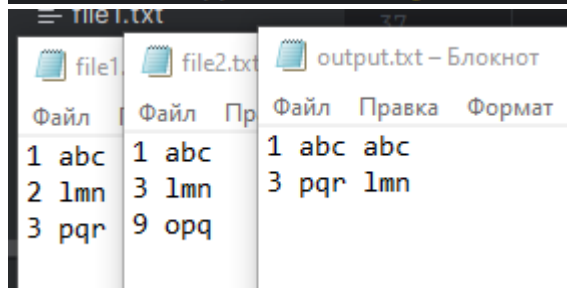 file1.txt
37
file1.
file2.txt
output.txt – Блокнот
Файл
Файл Пр
Файл Правка Формат
1 abc
2 lmn
3 pqr
1 abc
3 lmn
9 opq
1 abc abc
3 pqr lmn